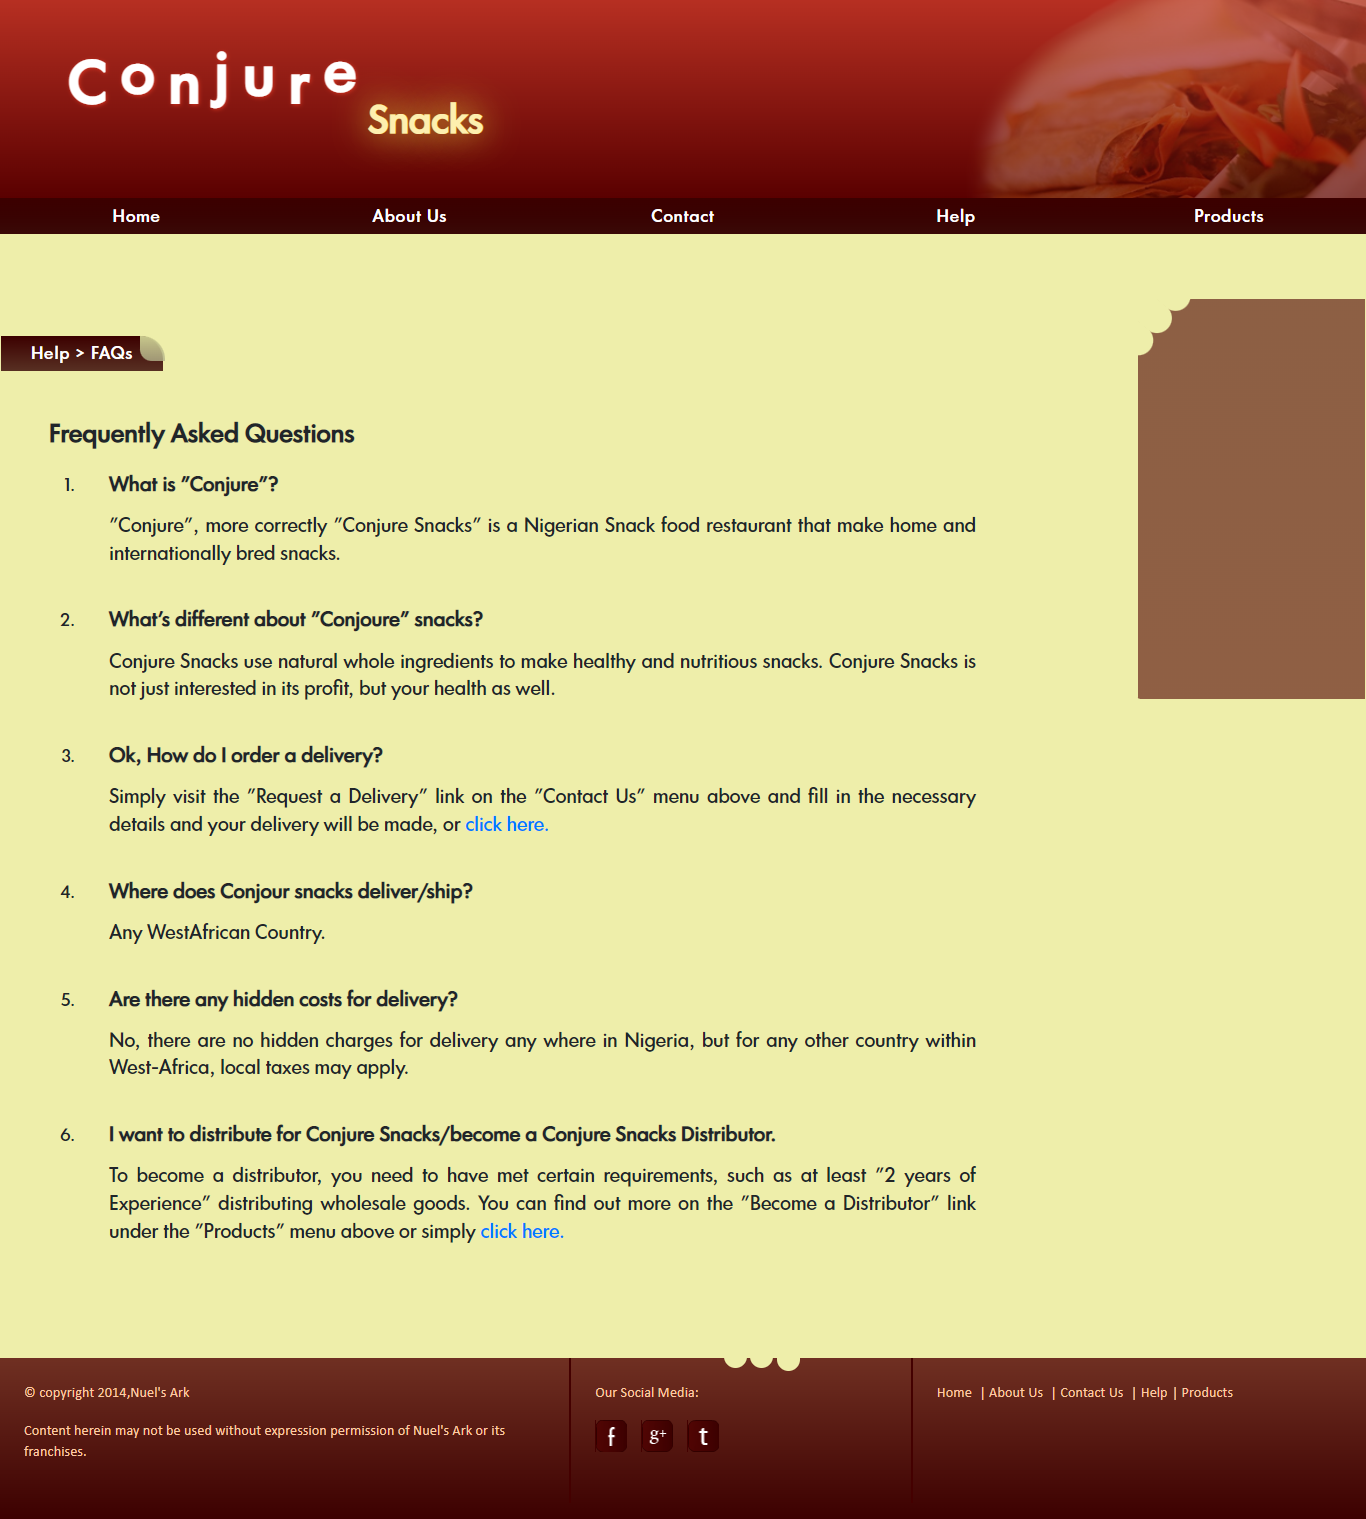 Conjure
Snacks
Home About Us Contact Help Products
Help > FAQs
Frequently Asked Questions
1. What is "Conjure"?
"Conjure", more correctly "Conjure Snacks" is a Nigerian Snack food restaurant that make home and
internationally bred snacks.
2. What's different about "Conjoure" snacks?
Conjure Snacks use natural whole ingredients to make healthy and nutritious snacks. Conjure Snacks is
not just interested in its profit, but your health as well.
3. Ok, How do I order a delivery?
Simply visit the "Request a Delivery" link on the "Contact Us" menu above and fill in the necessary
details and your delivery will be made, or click here.
4. Where does Conjour snacks deliver/ship?
Any WestAfrican Country.
5. Are there any hidden costs for delivery?
No, there are no hidden charges for delivery any where in Nigeria, but for any other country within
West-Africa, local taxes may apply.
6. I want to distribute for Conjure Snacks/become a Conjure Snacks Distributor.
To become a distributor, you need to have met certain requirements, such as at least "2 years of
Experience" distributing wholesale goods. You can find out more on the "Become a Distributor" link
under the "Products" menu above or simply click here.
© copyright 2014,Nuel's Ark
Content herein may not be used without expression permission of Nuel's Ark or its
franchises.
Our Social Media:
f g+ t
Home | About Us | Contact Us | Help | Products